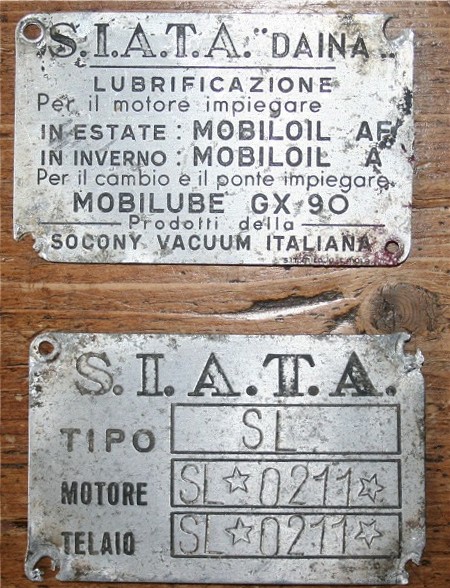 S.I.A.T.A. "DAINA"
LUBRIFICAZIONE
Per il motore impiegare
IN ESTATE : MOBILOIL AF
IN INVERNO : MOBILOIL A
Per il cambio e il ponte impiegare
MOBILUBE GX 90
Prodotti della
SOCONY VACUUM ITALIANA
S. I. A. T. A.
TIPO SL
MOTORE SL☆0211☆
TELAIO SL☆0211☆